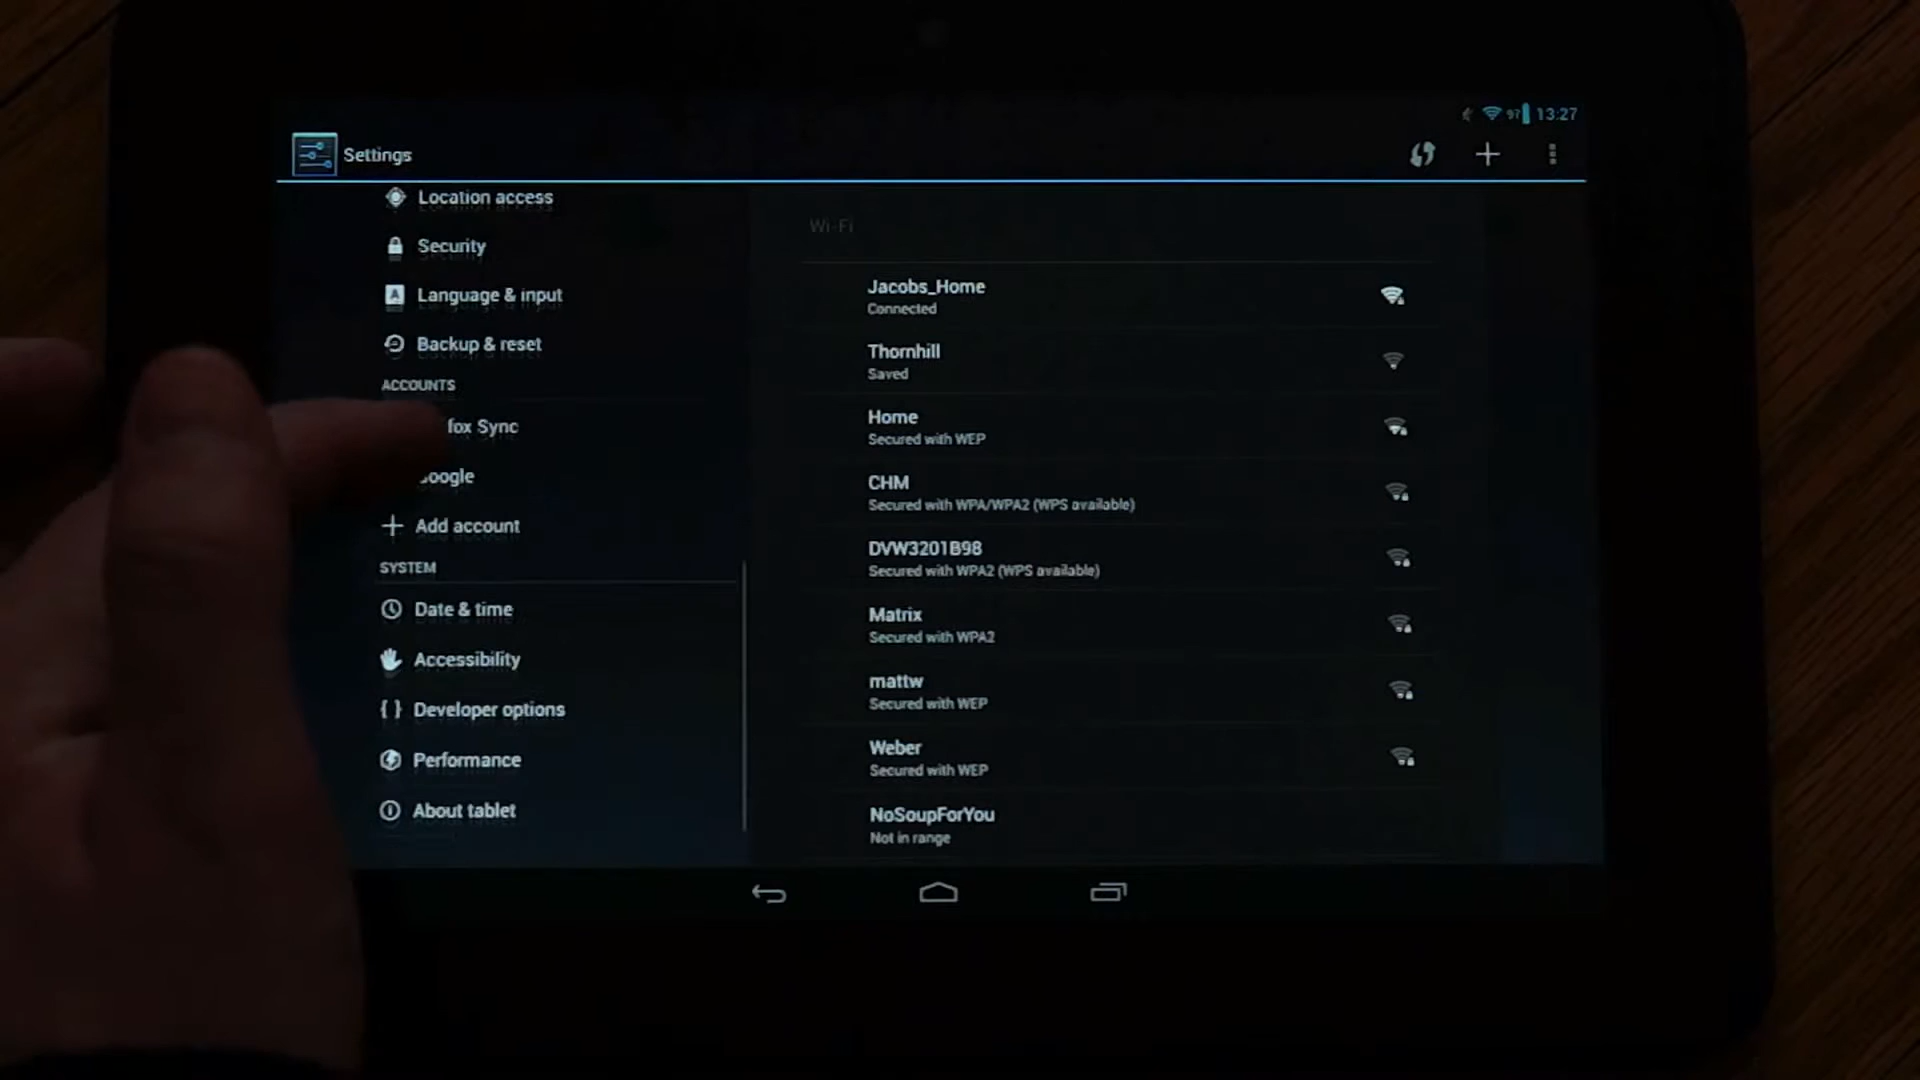 97 13:27
Settings
Location access
Security
Language & input
Backup & reset
ACCOUNTS
fox Sync
oogle
Add account
SYSTEM
Date & time
Accessibility
Developer options
Performance
About tablet
Wi-Fi
Jacobs_Home
Connected
Thornhill
Saved
Home
Secured with WEP
CHM
Secured with WPA/WPA2 (WPS available)
DVW3201B98
Secured with WPA2 (WPS available)
Matrix
Secured with WPA2
mattw
Secured with WEP
Weber
Secured with WEP
NoSoupForYou
Not in range